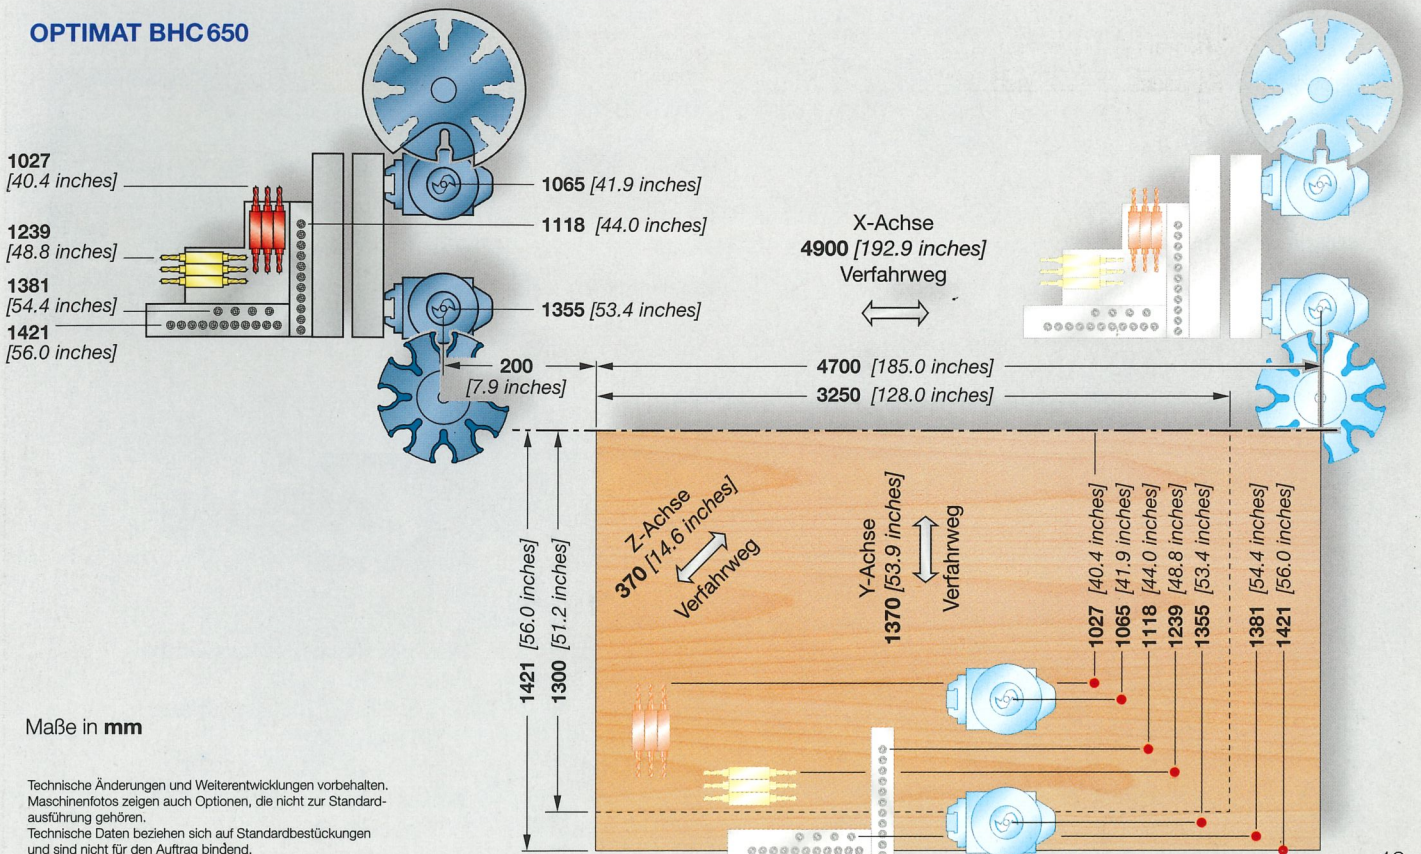 OPTIMAT BHC 650
1027
[40.4 inches]
1239
[48.8 inches]
1381
[54.4 inches]
1421
[56.0 inches]
1065 [41.9 inches]
1118 [44.0 inches]
1355 [53.4 inches]
X-Achse
4900 [192.9 inches]
Verfahrweg
200
[7.9 inches]
4700 [185.0 inches]
3250 [128.0 inches]
1421 [56.0 inches]
1300 [51.2 inches]
Z-Achse
370 [14.6 inches]
Verfahrweg
Y-Achse
1370 [53.9 inches]
Verfahrweg
1027 [40.4 inches]
1065 [41.9 inches]
1118 [44.0 inches]
1239 [48.8 inches]
1355 [53.4 inches]
1381 [54.4 inches]
1421 [56.0 inches]
Maße in mm
Technische Änderungen und Weiterentwicklungen vorbehalten.
Maschinenfotos zeigen auch Optionen, die nicht zur Standard-
ausführung gehören.
Technische Daten beziehen sich auf Standardbestückungen
und sind nicht für den Auftrag bindend.